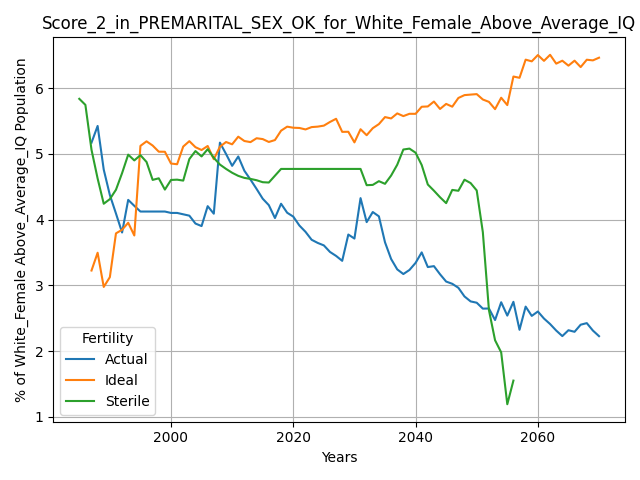 Score_2_in_PREMARITAL_SEX_OK_for_White_Female_Above_Average_IQ
% of White_Female Above_Average_IQ Population
6
5
4
3
2
1
Fertility
Actual
Ideal
Sterile
2000 2020 2040 2060
Years